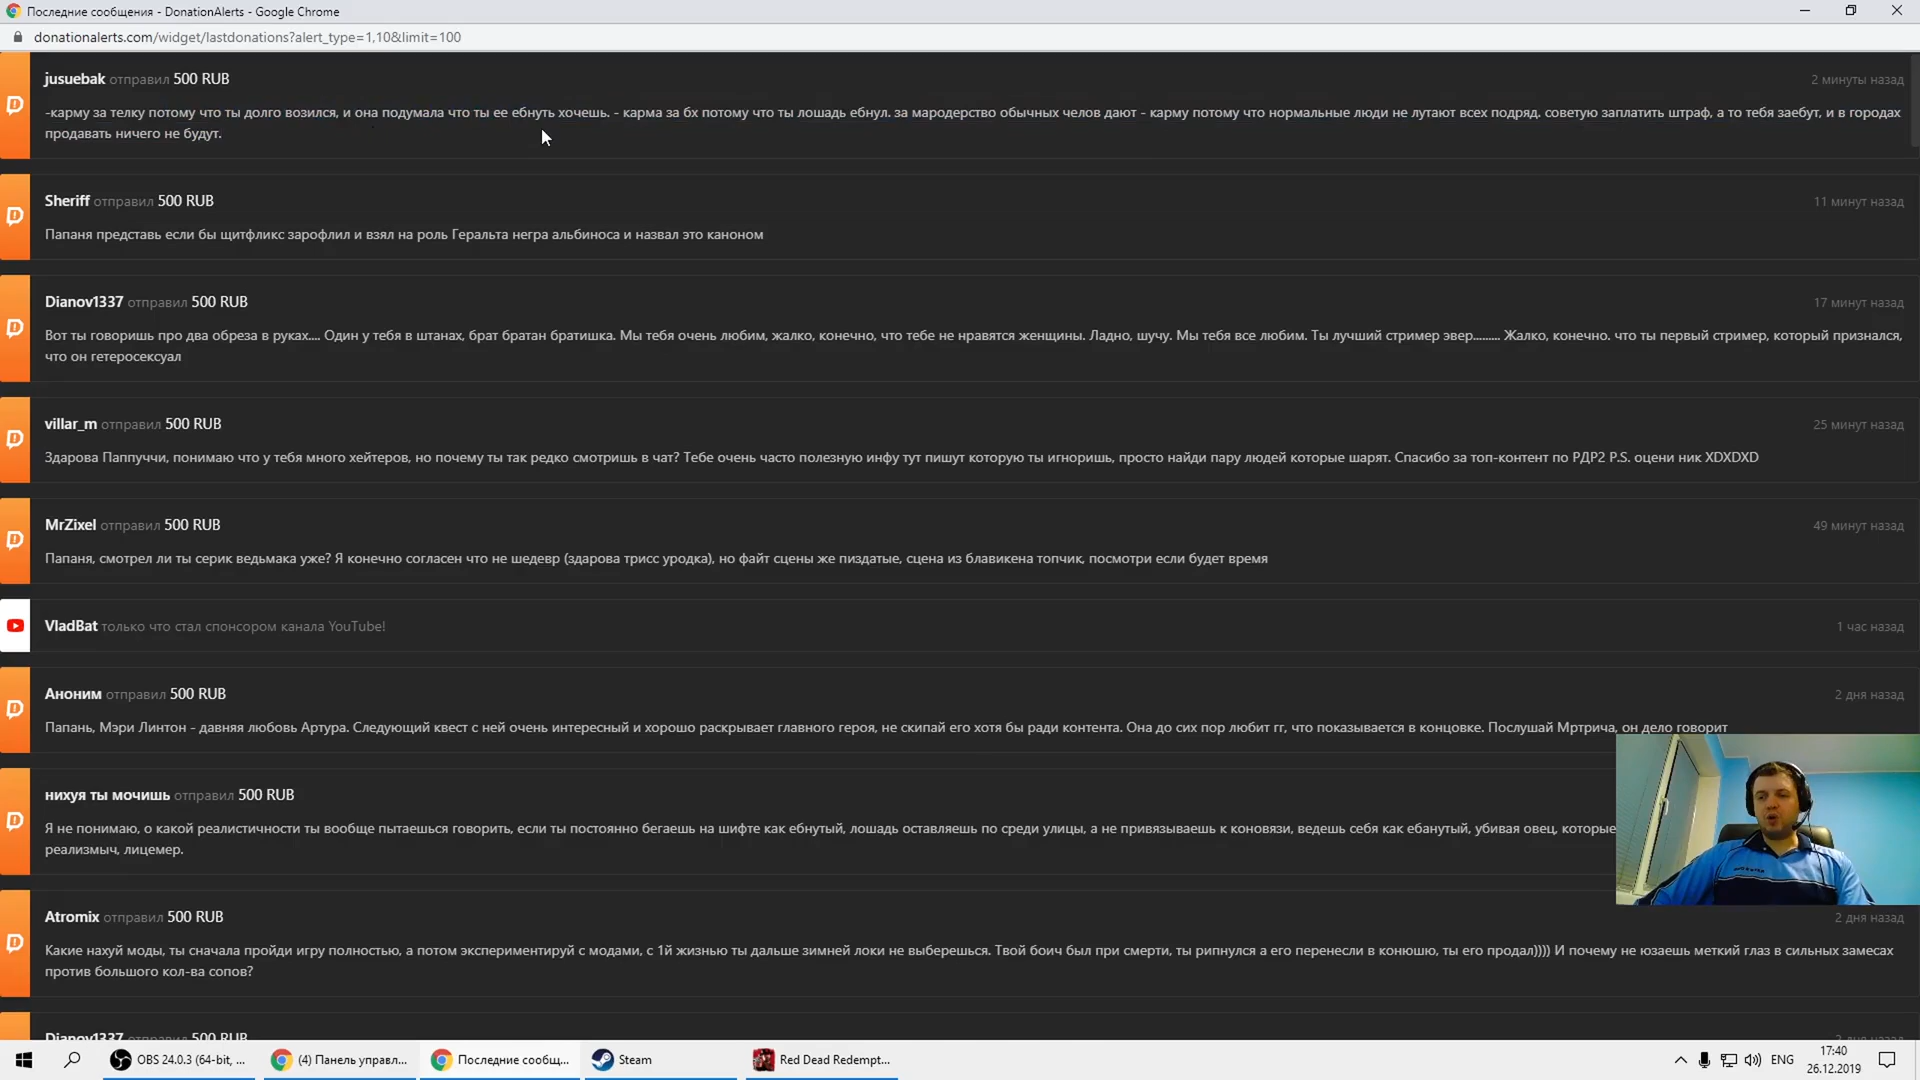 Последние сообщения - DonationAlerts - Google Chrome
donationalerts.com/widget/lastdonations?alert_type=1,10&limit=100
jusuebak отправил 500 RUB
2 минуты назад
-карму за телку потому что ты долго возился, и она подумала что ты ее ебнуть хочешь. - карма за бх потому что ты лошадь ебнул. за мародерство обычных челов дают - карму потому что нормальные люди не лутают всех подряд. советую заплатить штраф, а то тебя заебут, и в городах
продавать ничего не будут.
Sheriff отправил 500 RUB
11 минут назад
Папаня представь если бы щитфликс зарофлил и взял на роль Геральта негра альбиноса и назвал это каноном
Dianov1337 отправил 500 RUB
17 минут назад
Вот ты говоришь про два обреза в руках.... Один у тебя в штанах, брат братан братишка. Мы тебя очень любим, жалко, конечно, что тебе не нравятся женщины. Ладно, шучу. Мы тебя все любим. Ты лучший стример эвер......... Жалко, конечно. что ты первый стример, который признался,
что он гетеросексуал
villar_m отправил 500 RUB
25 минут назад
Здарова Паппуччи, понимаю что у тебя много хейтеров, но почему ты так редко смотришь в чат? Тебе очень часто полезную инфу тут пишут которую ты игноришь, просто найди пару людей которые шарят. Спасибо за топ-контент по РДР2 P.S. оцени ник XDXDXD
MrZixel отправил 500 RUB
49 минут назад
Папаня, смотрел ли ты серик ведьмака уже? Я конечно согласен что не шедевр (здарова трисс уродка), но файт сцены же пиздатые, сцена из блавикена топчик, посмотри если будет время
VladBat только что стал спонсором канала YouTube!
1 час назад
Аноним отправил 500 RUB
2 дня назад
Папань, Мэри Линтон - давняя любовь Артура. Следующий квест с ней очень интересный и хорошо раскрывает главного героя, не скипай его хотя бы ради контента. Она до сих пор любит гг, что показывается в концовке. Послушай Мртрича, он дело говорит
нихуя ты мочишь отправил 500 RUB
Я не понимаю, о какой реалистичности ты вообще пытаешься говорить, если ты постоянно бегаешь на шифте как ебнутый, лошадь оставляешь по среди улицы, а не привязываешь к коновязи, ведешь себя как ебанутый, убивая овец, которые
реализмыч, лицемер.
Atromix отправил 500 RUB
2 дня назад
Какие нахуй моды, ты сначала пройди игру полностью, а потом экспериментируй с модами, с 1й жизнью ты дальше зимней локи не выберешься. Твой боич был при смерти, ты рипнулся а его перенесли в конюшю, ты его продал)))) И почему не юзаешь меткий глаз в сильных замесах
против большого кол-ва сопов?
Dianov1337 отправил 500 RUB
2 дня назад
OBS 24.0.3 (64-bit, ...
(4) Панель управл...
Последние сообщ...
Steam
Red Dead Redempt...
ENG
17:40
26.12.2019